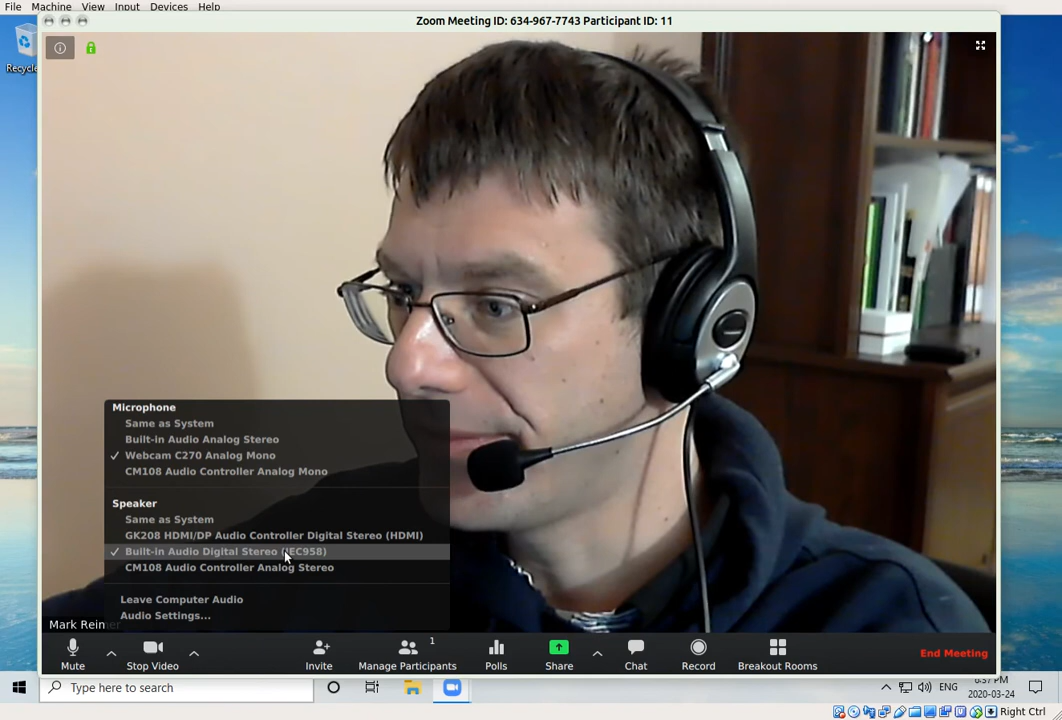 File Machine View Input Devices Help
Zoom Meeting ID: 634-967-7743 Participant ID: 11
Microphone
Same as System
Built-in Audio Analog Stereo
✓ Webcam C270 Analog Mono
CM108 Audio Controller Analog Mono
Speaker
Same as System
GK208 HDMI/DP Audio Controller Digital Stereo (HDMI)
✓ Built-in Audio Digital Stereo (IEC958)
CM108 Audio Controller Analog Stereo
Leave Computer Audio
Audio Settings...
Mark Reimer
1
Mute Stop Video Invite Manage Participants Polls Share Chat Record Breakout Rooms End Meeting
Type here to search
ENG
6:37 PM
2020-03-24
Right Ctrl